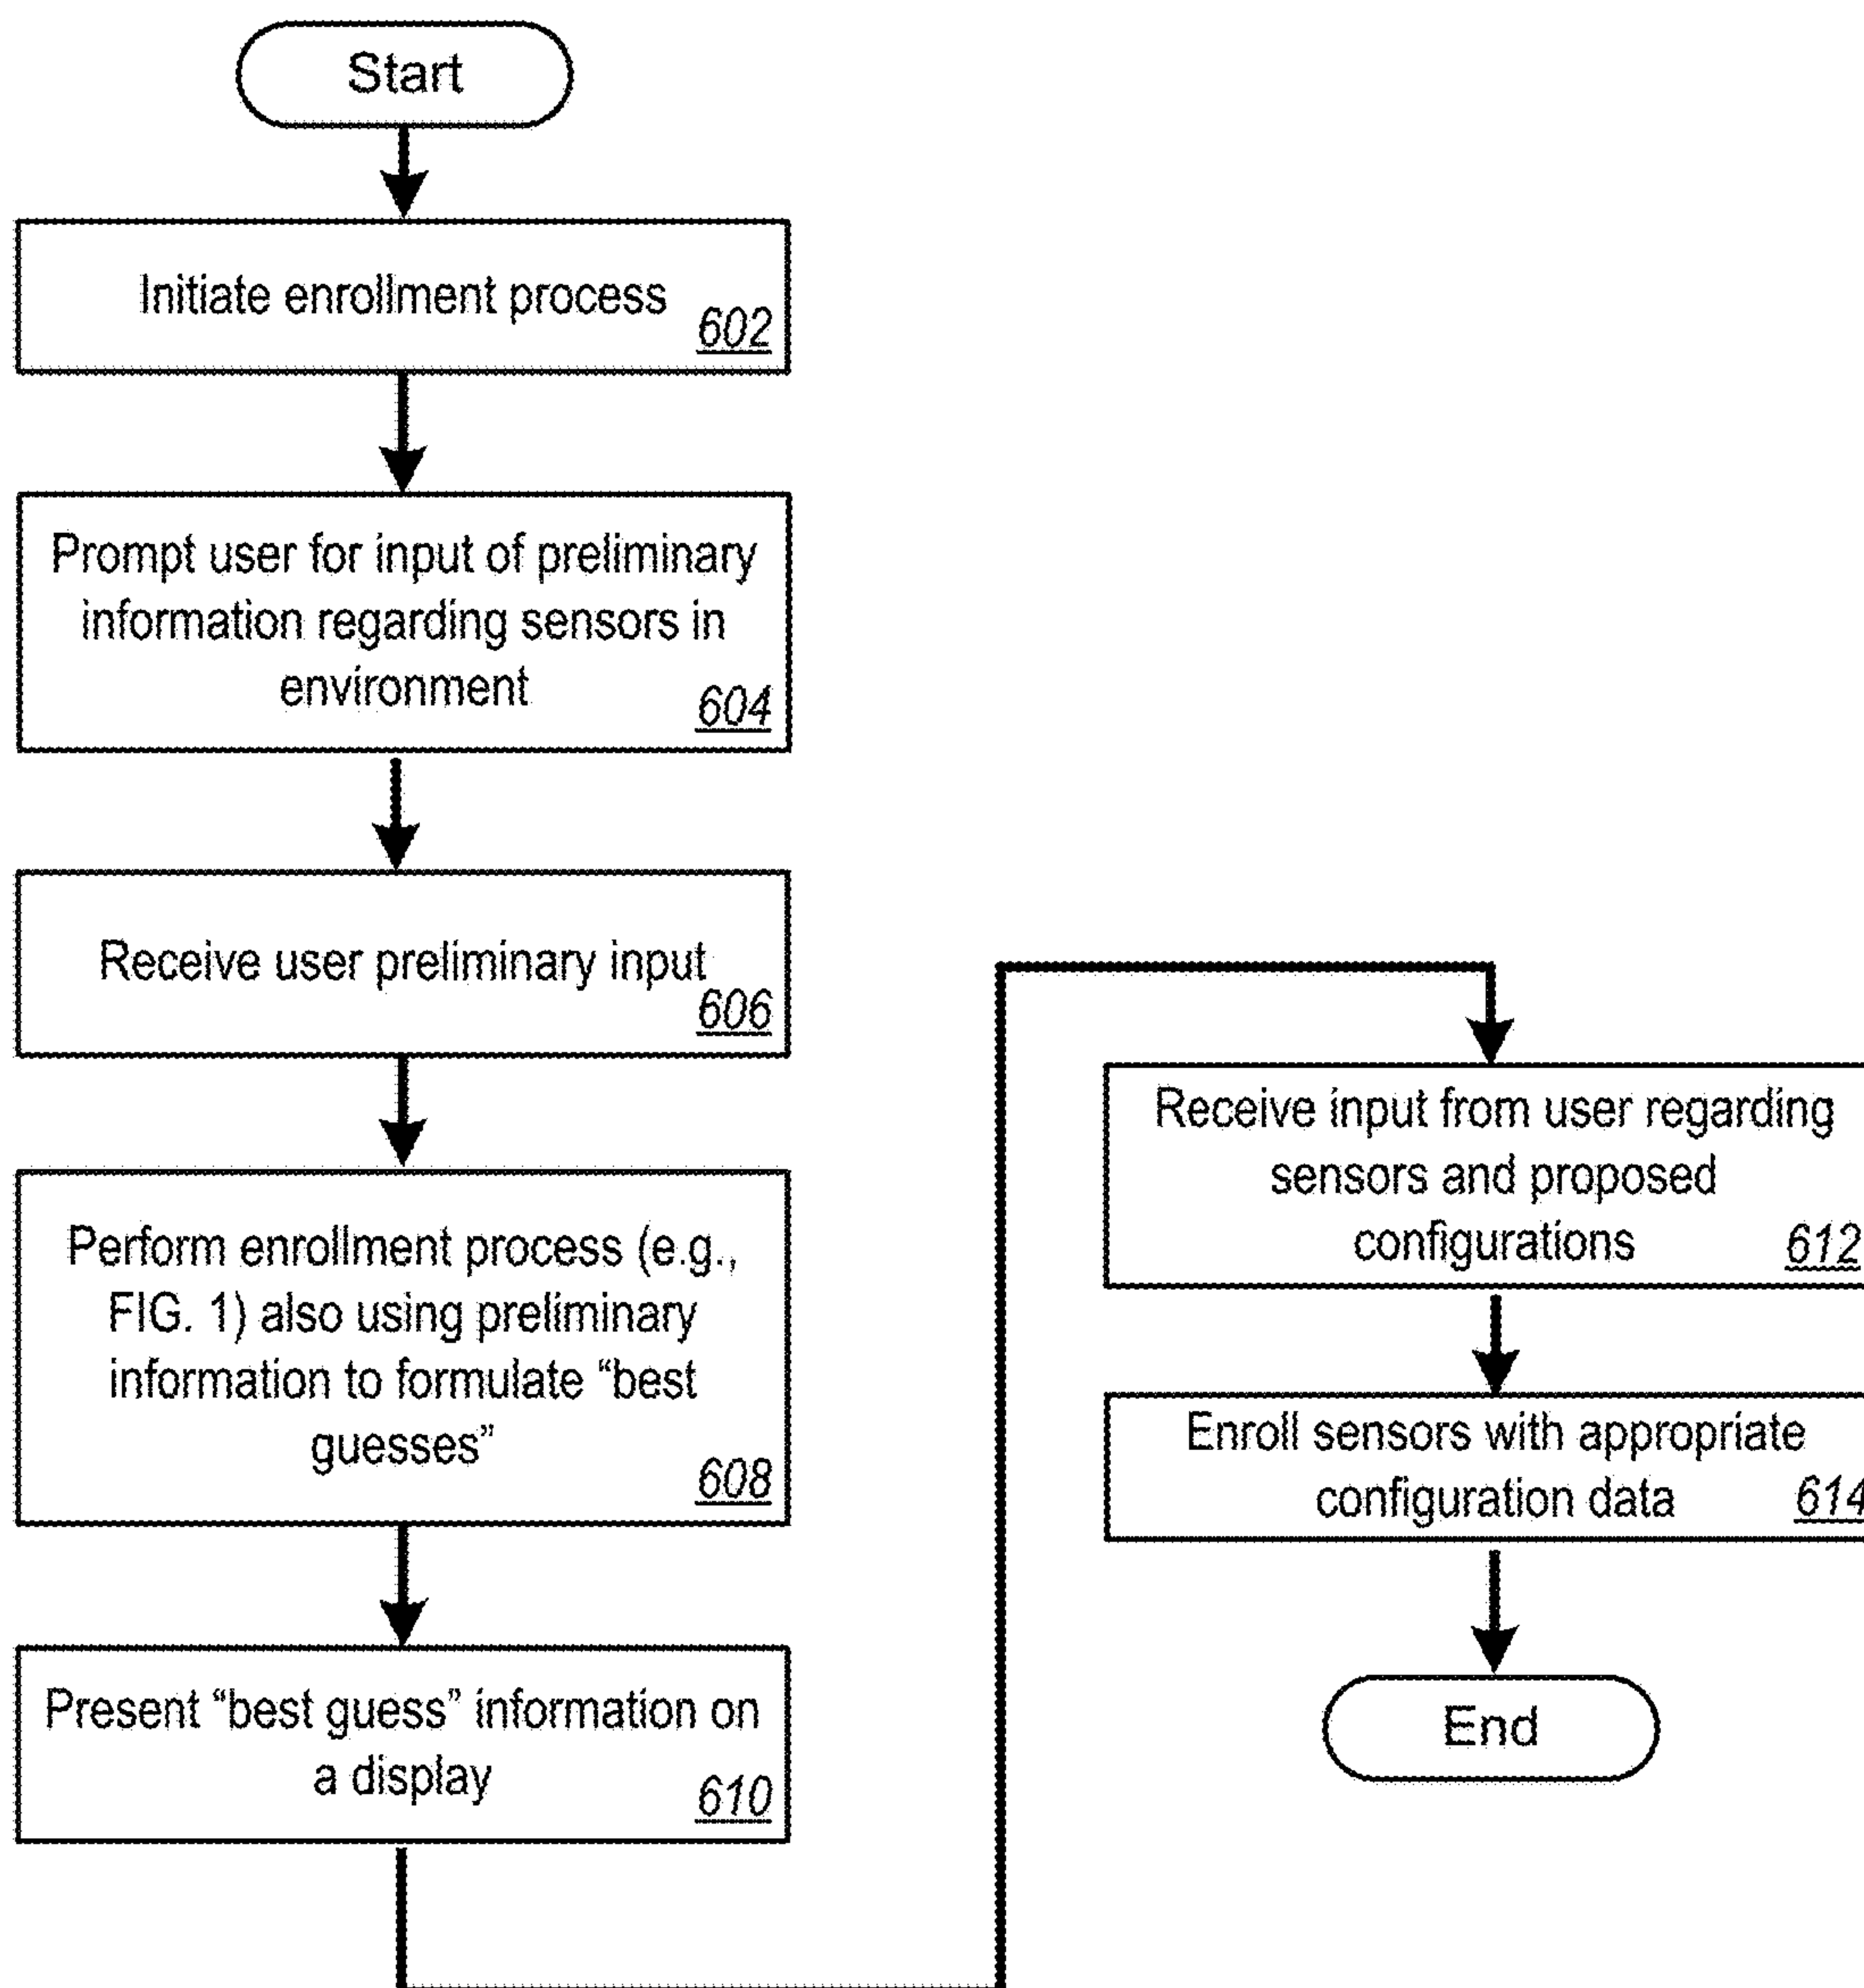 Start
Initiate enrollment process
602
Prompt user for input of preliminary
information regarding sensors in
environment
604
Receive user preliminary input
606
Perform enrollment process (e.g.,
FIG. 1) also using preliminary
information to formulate “best
guesses”
608
Present “best guess” information on
a display
610
Receive input from user regarding
sensors and proposed
configurations
612
Enroll sensors with appropriate
configuration data
614
End